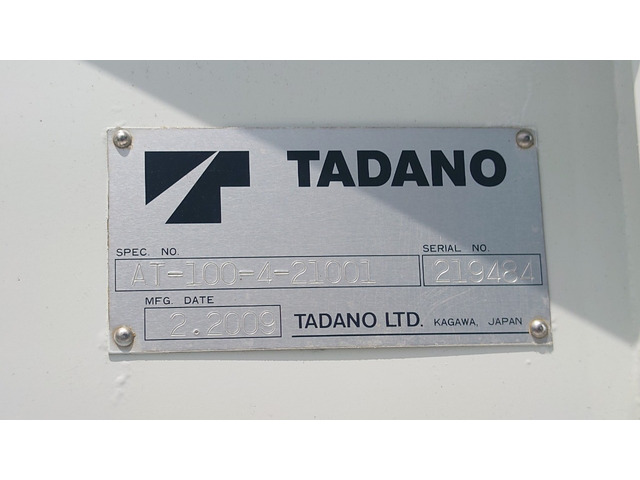 TADANO
SPEC. NO. SERIAL NO.
AT-100-4-21001 219484
MFG. DATE
2.2009 TADANO LTD. KAGAWA, JAPAN